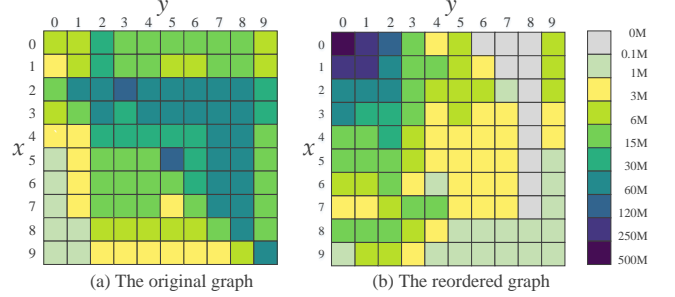 y
y
0 1 2 3 4 5 6 7 8 9
0 1 2 3 4 5 6 7 8 9
0
1
2
3
4
5
6
7
8
9
x
0
1
2
3
4
5
6
7
8
9
x
0M
0.1M
1M
3M
6M
15M
30M
60M
120M
250M
500M
(a) The original graph
(b) The reordered graph